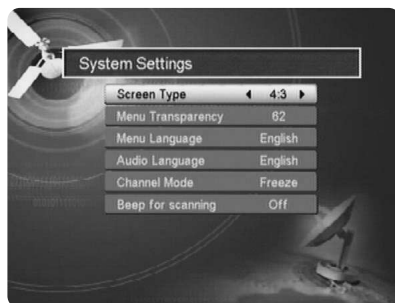 System Settings
Screen Type 4:3
Menu Transparency 62
Menu Language English
Audio Language English
Channel Mode Freeze
Beep for scanning Off